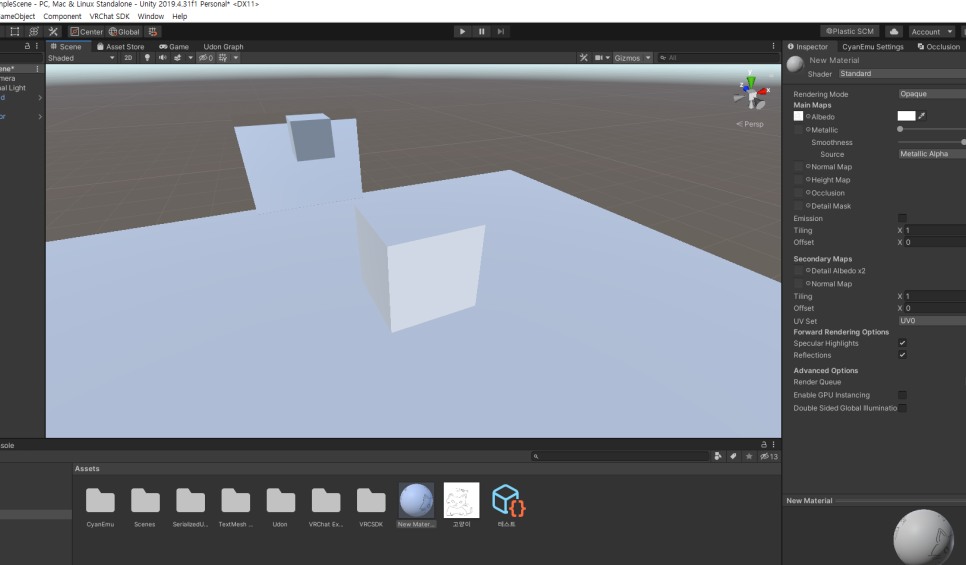 mpleScene - PC, Mac & Linux Standalone - Unity 2019.4.31f1 Personal* <DX11>
ameObject Component VRChat SDK Window Help
Center Global
Plastic SCM Account
Scene Asset Store Game Udon Graph
Inspector CyanEmu Settings Occlusion
Shaded 2D 0 Gizmos All
New Material
Shader Standard
ene*
mera
nal Light
d
or
y
x
z
< Persp
Rendering Mode Opaque
Main Maps
Albedo
Metallic
Smoothness
Source Metallic Alpha
Normal Map
Height Map
Occlusion
Detail Mask
Emission
Tiling X 1
Offset X 0
Secondary Maps
Detail Albedo x2
Normal Map
Tiling X 1
Offset X 0
UV Set UV0
Forward Rendering Options
Specular Highlights
Reflections
Advanced Options
Render Queue
Enable GPU Instancing
Double Sided Global Illuminatio
sole
13
Assets
CyanEmu Scenes SerializedU... TextMesh ... Udon VRChat Ex... VRCSDK New Mater... 고양이 테스트
New Material